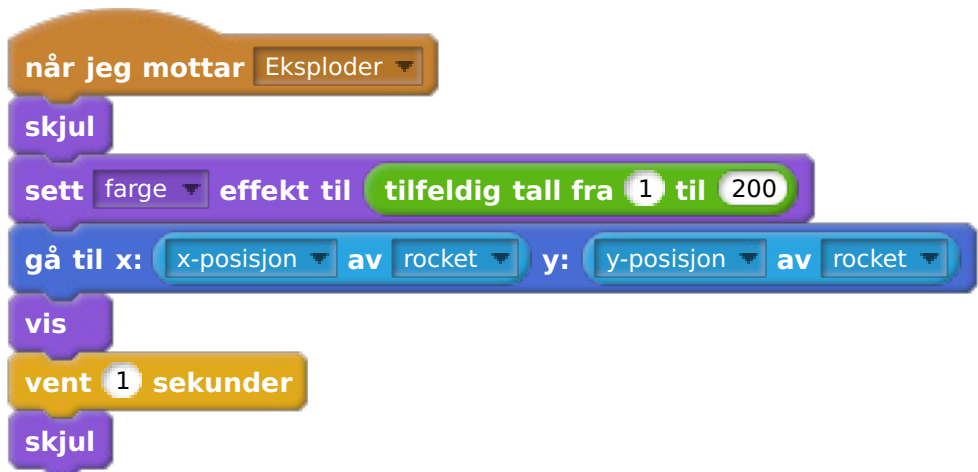 når jeg mottar Eksploder
skjul
sett farge effekt til tilfeldig tall fra 1 til 200
gå til x: x-posisjon av rocket y: y-posisjon av rocket
vis
vent 1 sekunder
skjul